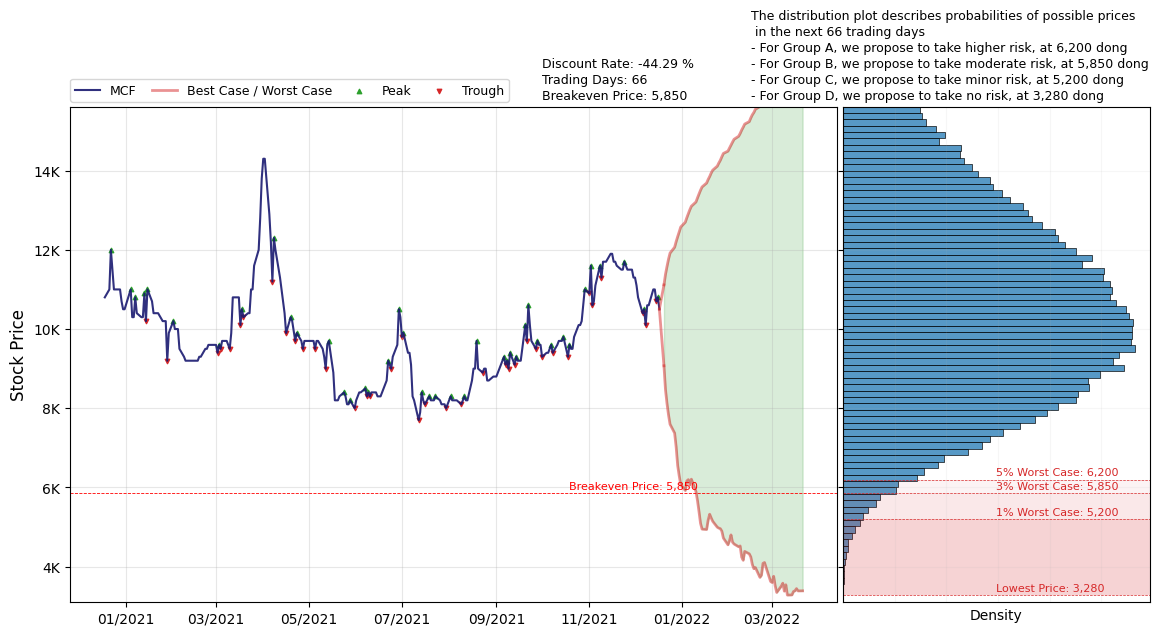 The distribution plot describes probabilities of possible prices
in the next 66 trading days
- For Group A, we propose to take higher risk, at 6,200 dong
- For Group B, we propose to take moderate risk, at 5,850 dong
- For Group C, we propose to take minor risk, at 5,200 dong
- For Group D, we propose to take no risk, at 3,280 dong
Discount Rate: -44.29 %
Trading Days: 66
Breakeven Price: 5,850
MCF
Best Case / Worst Case
Peak
Trough
Stock Price
14K
12K
10K
8K
6K
4K
Breakeven Price: 5,850
5% Worst Case: 6,200
3% Worst Case: 5,850
1% Worst Case: 5,200
Lowest Price: 3,280
01/2021
03/2021
05/2021
07/2021
09/2021
11/2021
01/2022
03/2022
Density